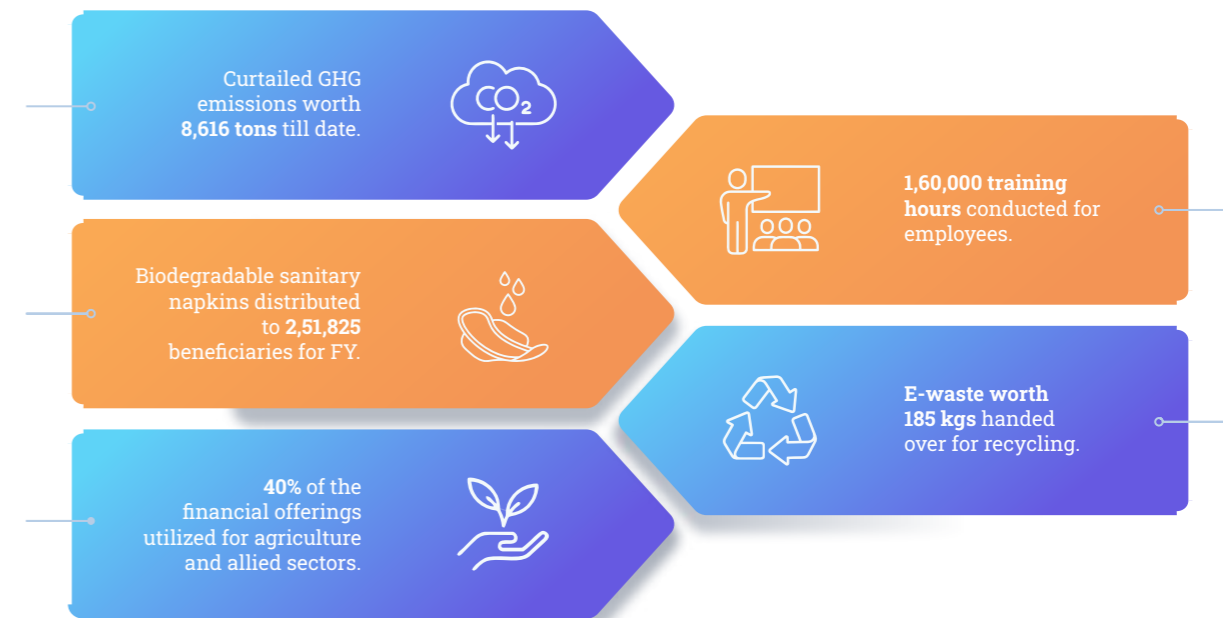 Curtailed GHG
emissions worth
8,616 tons till date.
CO2
1,60,000 training
hours conducted for
employees.
Biodegradable sanitary
napkins distributed
to 2,51,825
beneficiaries for FY.
E-waste worth
185 kgs handed
over for recycling.
40% of the
financial offerings
utilized for agriculture
and allied sectors.